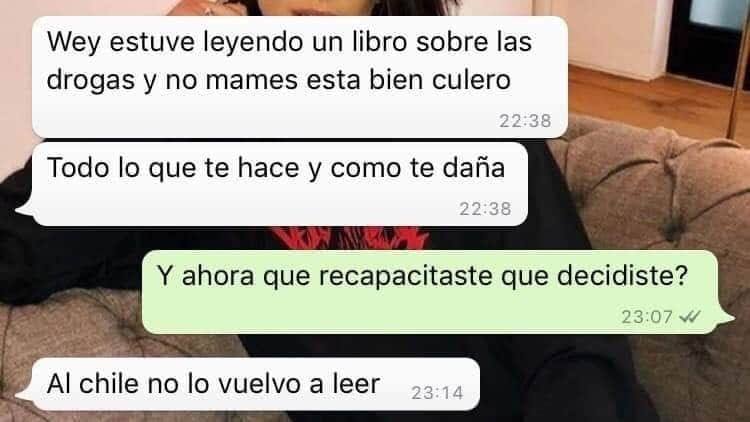 Wey estuve leyendo un libro sobre las
drogas y no mames esta bien culero
22:38
Todo lo que te hace y como te daña
22:38
Y ahora que recapacitaste que decidiste?
23:07
Al chile no lo vuelvo a leer 23:14